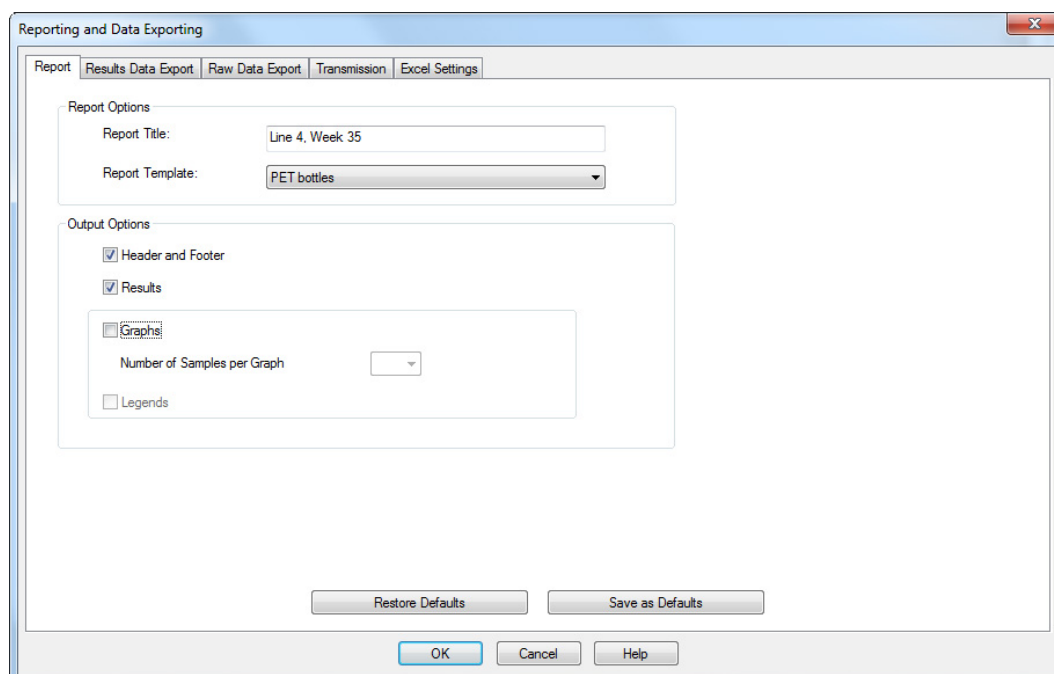 Reporting and Data Exporting
Report Results Data Export Raw Data Export Transmission Excel Settings
Report Options
Report Title: Line 4, Week 35
Report Template: PET bottles
Output Options
Header and Footer
Results
Graphs
Number of Samples per Graph
Legends
Restore Defaults Save as Defaults
OK Cancel Help